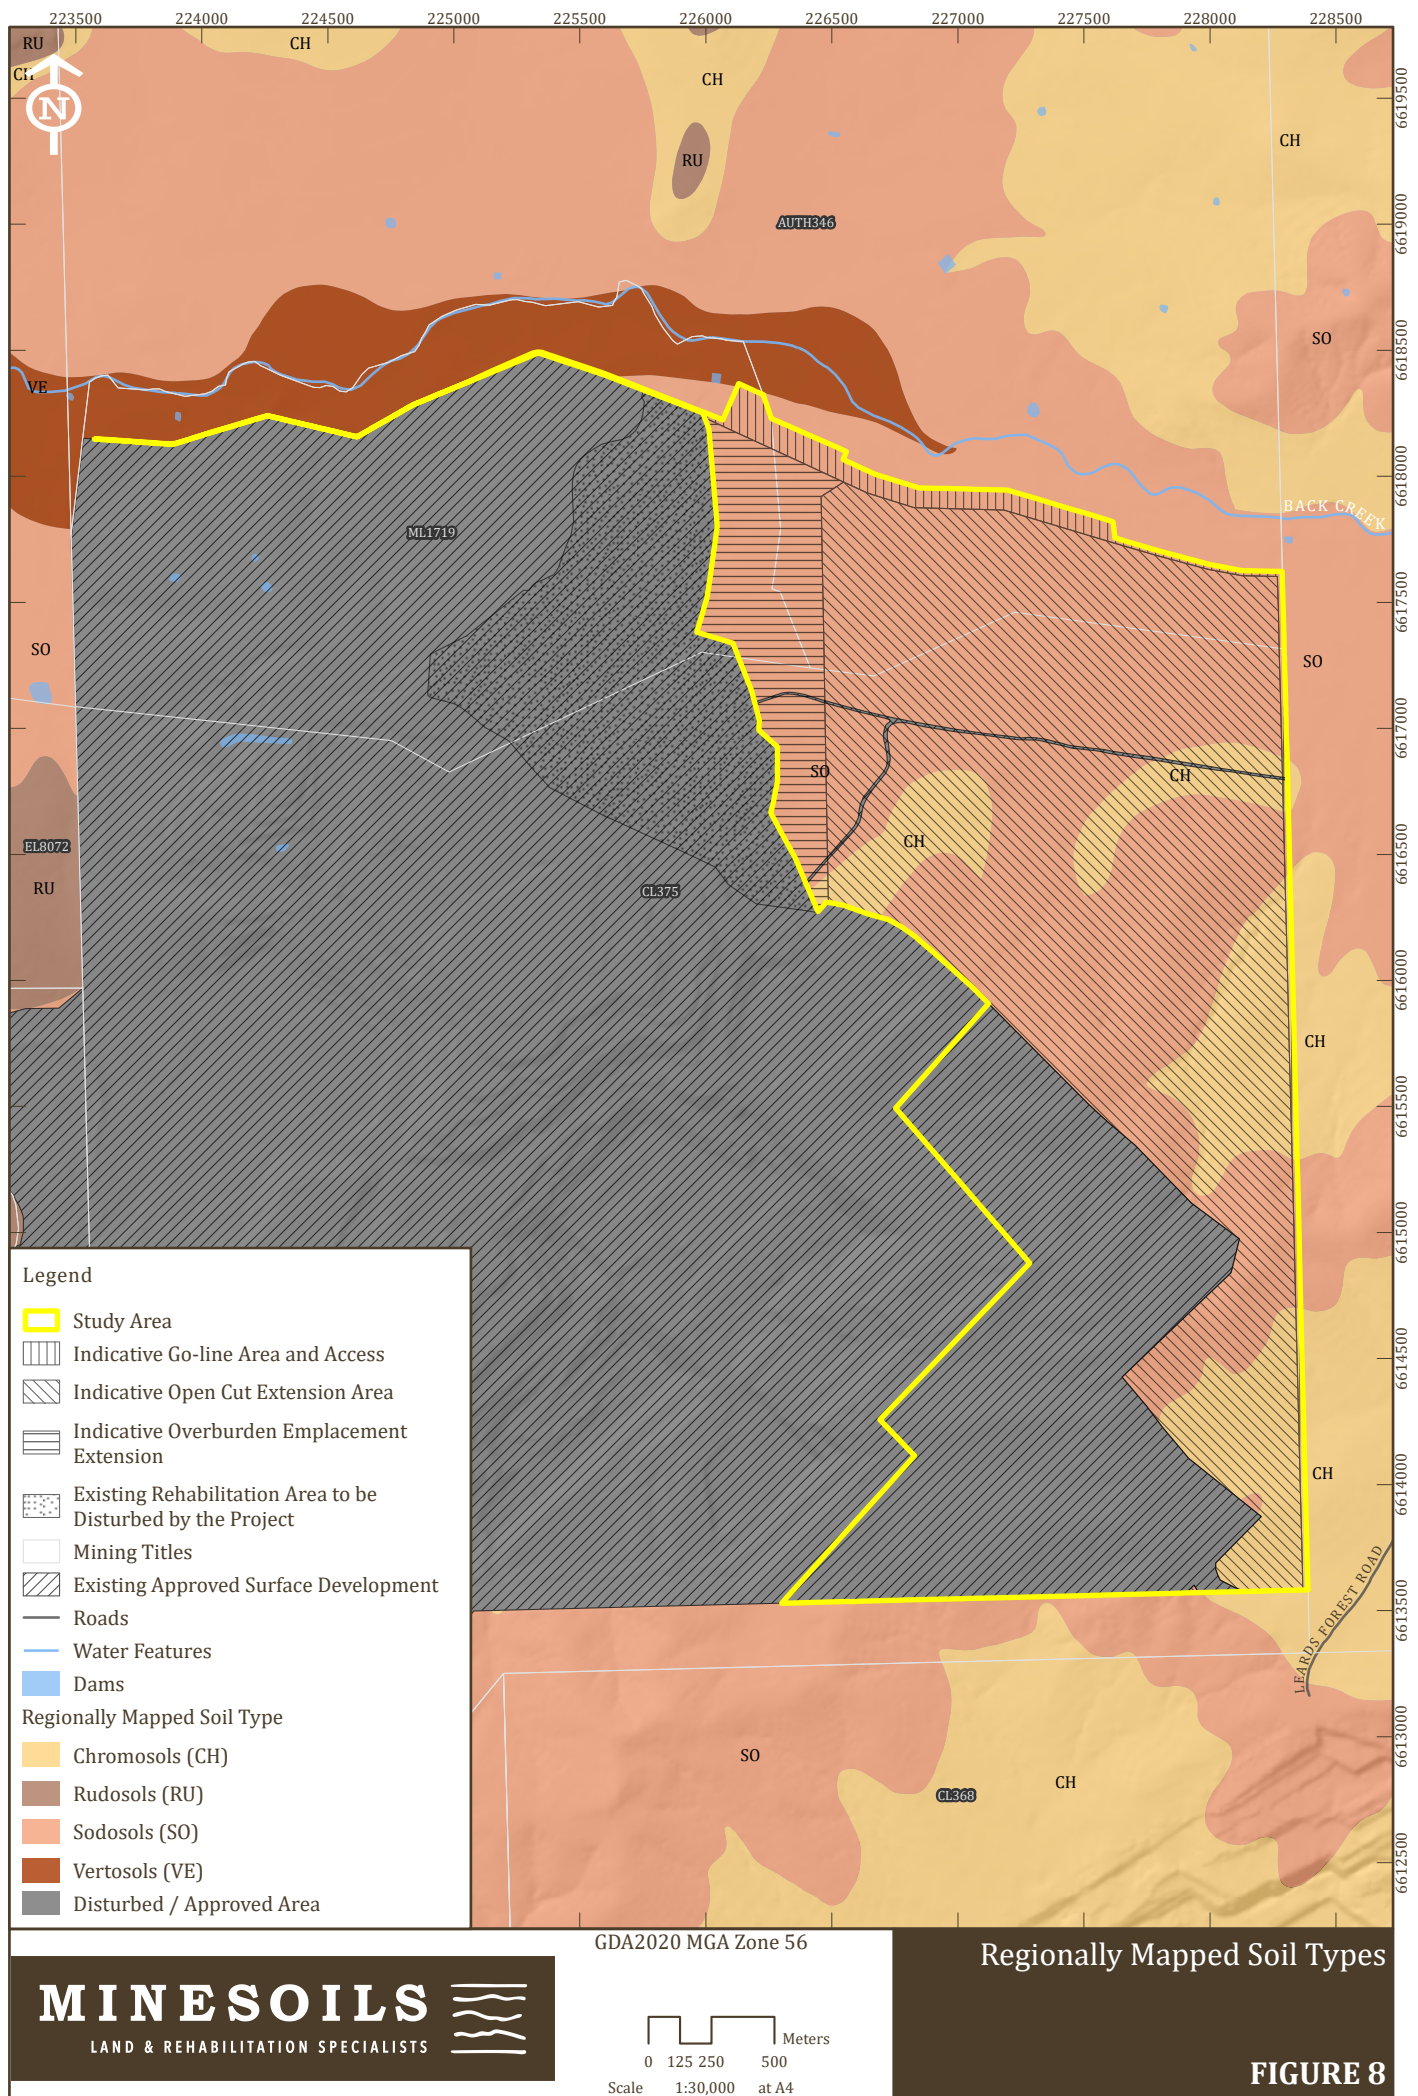 223500 224000 224500 225000 225500 226000 226500 227000 227500 228000 228500
RU
CH
CH
CH
N
RU
CH
AUTH346
SO
VE
BACK CREEK
ML1719
SO
SO
SO
CH
CH
EL8072
RU
CL375
CH
CH
LEARDS FOREST ROAD
SO
CH
CL368
6619500
6619000
6618500
6618000
6617500
6617000
6616500
6616000
6615500
6615000
6614500
6614000
6613500
6613000
6612500
Legend
Study Area
Indicative Go-line Area and Access
Indicative Open Cut Extension Area
Indicative Overburden Emplacement
Extension
Existing Rehabilitation Area to be
Disturbed by the Project
Mining Titles
Existing Approved Surface Development
Roads
Water Features
Dams
Regionally Mapped Soil Type
Chromosols (CH)
Rudosols (RU)
Sodosols (SO)
Vertosols (VE)
Disturbed / Approved Area
MINESOILS
LAND & REHABILITATION SPECIALISTS
GDA2020 MGA Zone 56
Meters
0 125 250 500
Scale 1:30,000 at A4
Regionally Mapped Soil Types
FIGURE 8